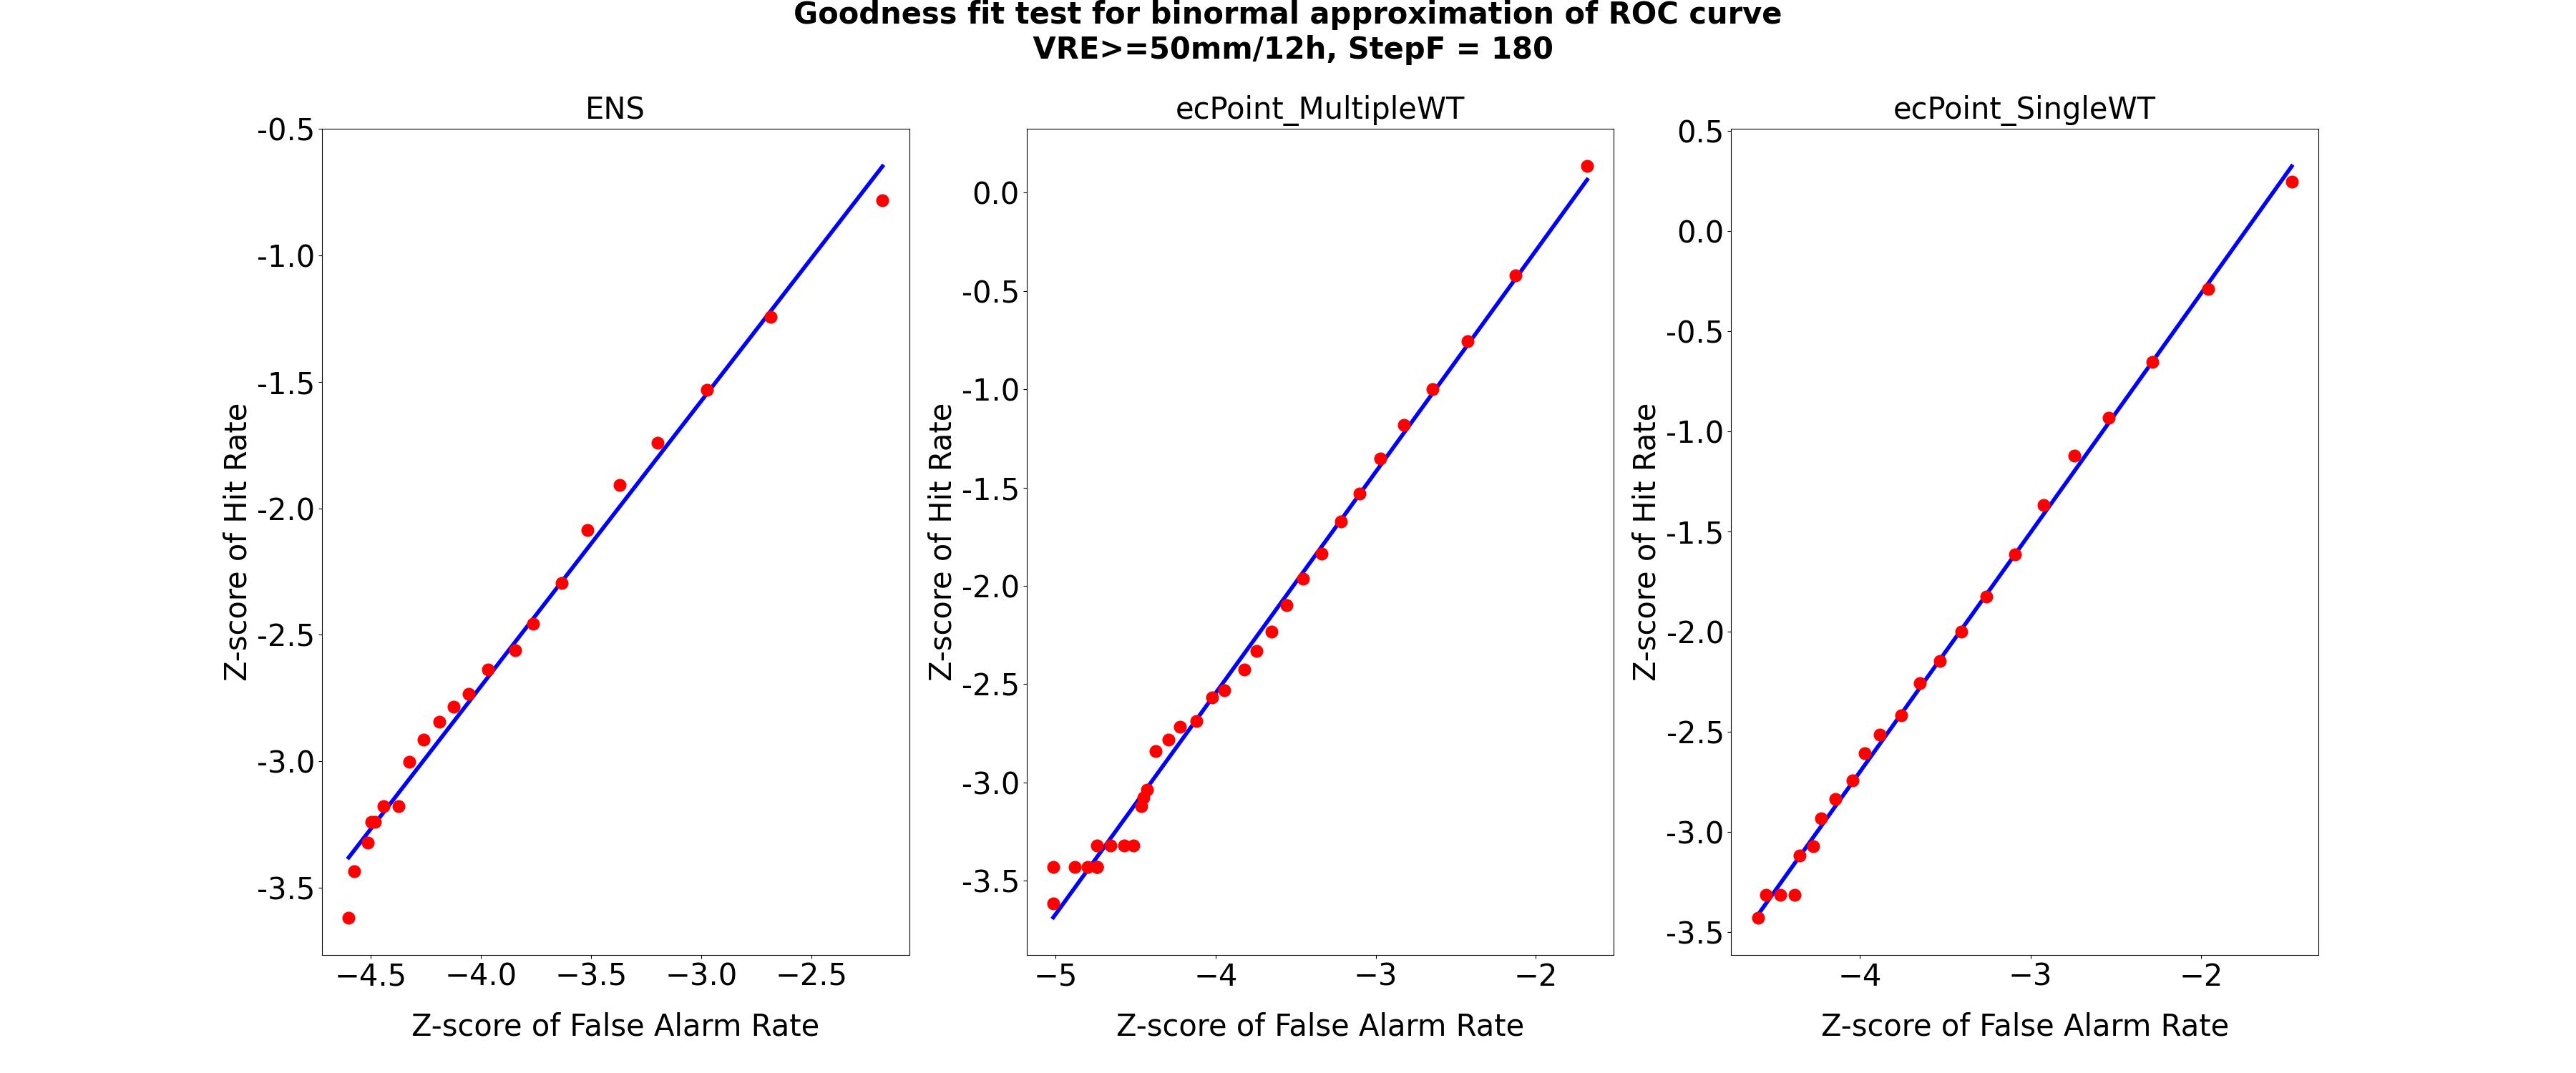 Goodness fit test for binormal approximation of ROC curve
VRE>=50mm/12h, StepF = 180
ENS
-0.5
-1.0
-1.5
-2.0
-2.5
-3.0
-3.5
Z-score of Hit Rate
−4.5 −4.0 −3.5 −3.0 −2.5
Z-score of False Alarm Rate
ecPoint_MultipleWT
0.0
-0.5
-1.0
-1.5
-2.0
-2.5
-3.0
-3.5
Z-score of Hit Rate
−5 −4 −3 −2
Z-score of False Alarm Rate
ecPoint_SingleWT
0.5
0.0
-0.5
-1.0
-1.5
-2.0
-2.5
-3.0
-3.5
Z-score of Hit Rate
−4 −3 −2
Z-score of False Alarm Rate